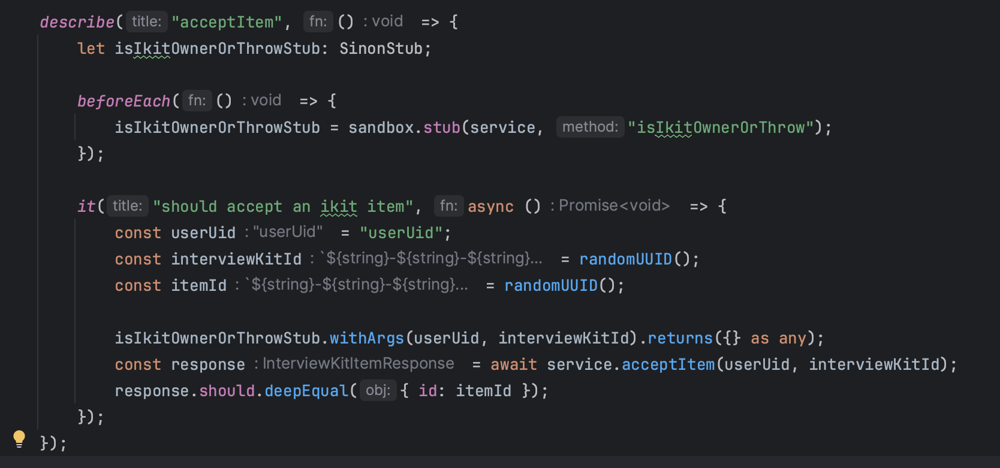 describe( title: "acceptItem", fn: () : void => {
let isIkitOwnerOrThrowStub: SinonStub;
beforeEach( fn: () : void => {
isIkitOwnerOrThrowStub = sandbox.stub(service, method: "isIkitOwnerOrThrow");
});
it( title: "should accept an ikit item", fn: async () : Promise<void> => {
const userUid : "userUid" = "userUid";
const interviewKitId : `${string}-${string}-${string}... = randomUUID();
const itemId : `${string}-${string}-${string}... = randomUUID();
isIkitOwnerOrThrowStub.withArgs(userUid, interviewKitId).returns({} as any);
const response : InterviewKitItemResponse = await service.acceptItem(userUid, interviewKitId);
response.should.deepEqual( obj: { id: itemId });
});
});